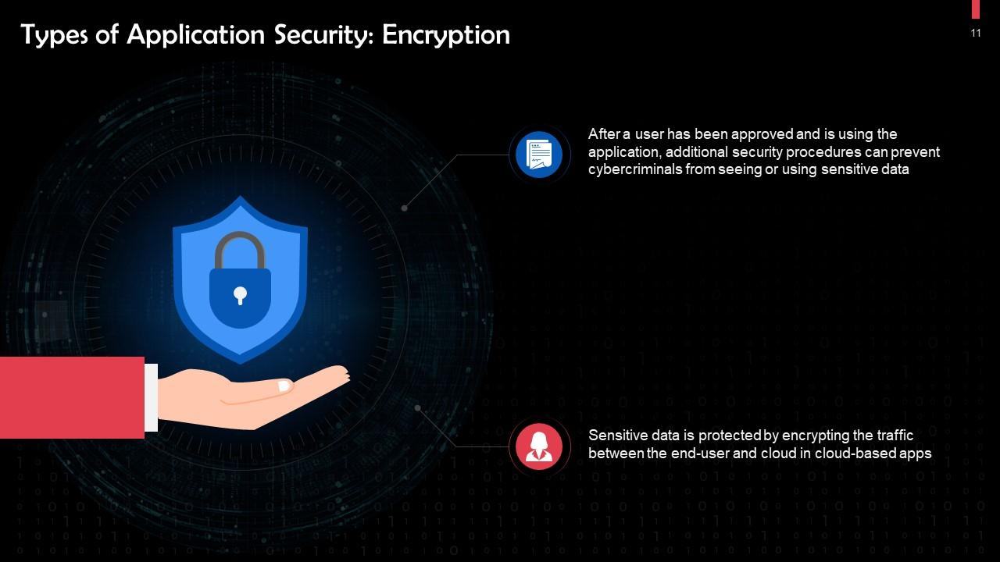 Types of Application Security: Encryption
11
After a user has been approved and is using the
application, additional security procedures can prevent
cybercriminals from seeing or using sensitive data
Sensitive data is protected by encrypting the traffic
between the end-user and cloud in cloud-based apps